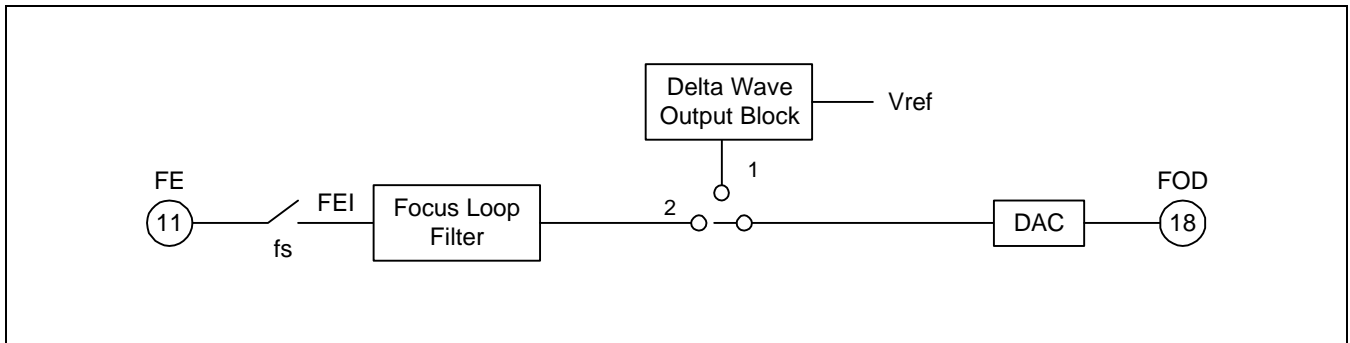 Delta Wave
Output Block
Vref
1
FE
11
fs
FEI
Focus Loop
Filter
2
DAC
FOD
18